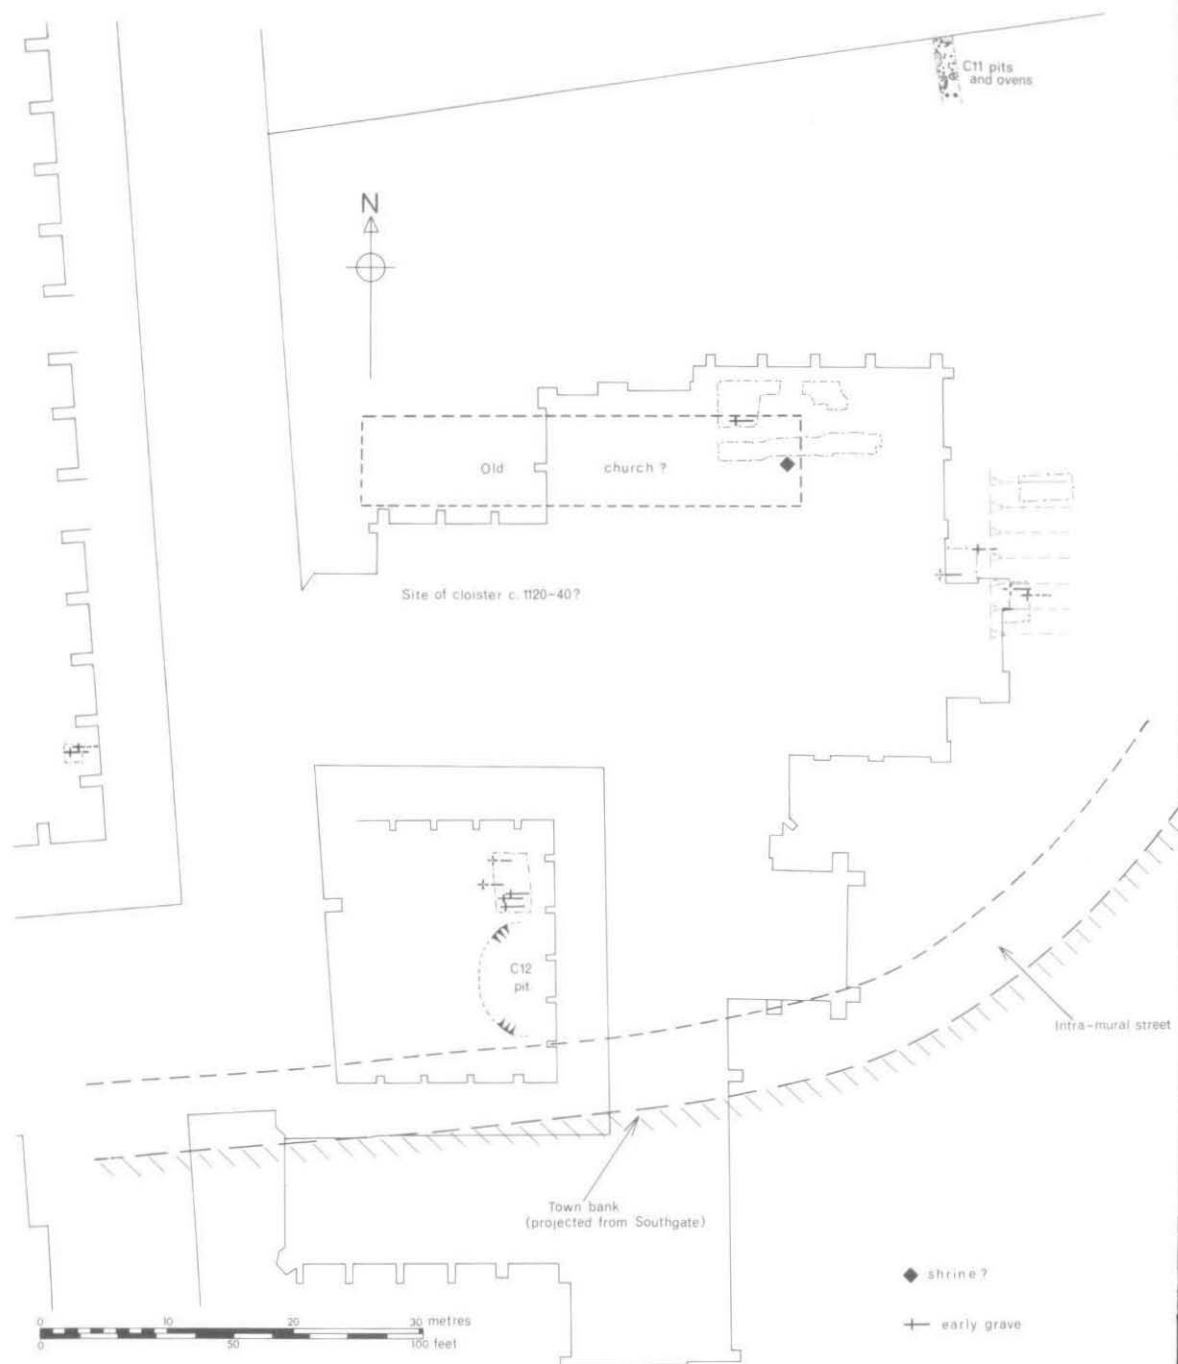 C11 pits
and ovens
N
Old church ?
Site of cloister c. 1120-40?
C12
pit
Intra-mural street
Town bank
(projected from Southgate)
shrine ?
early grave
0 10 20 30 metres
0 50 100 feet